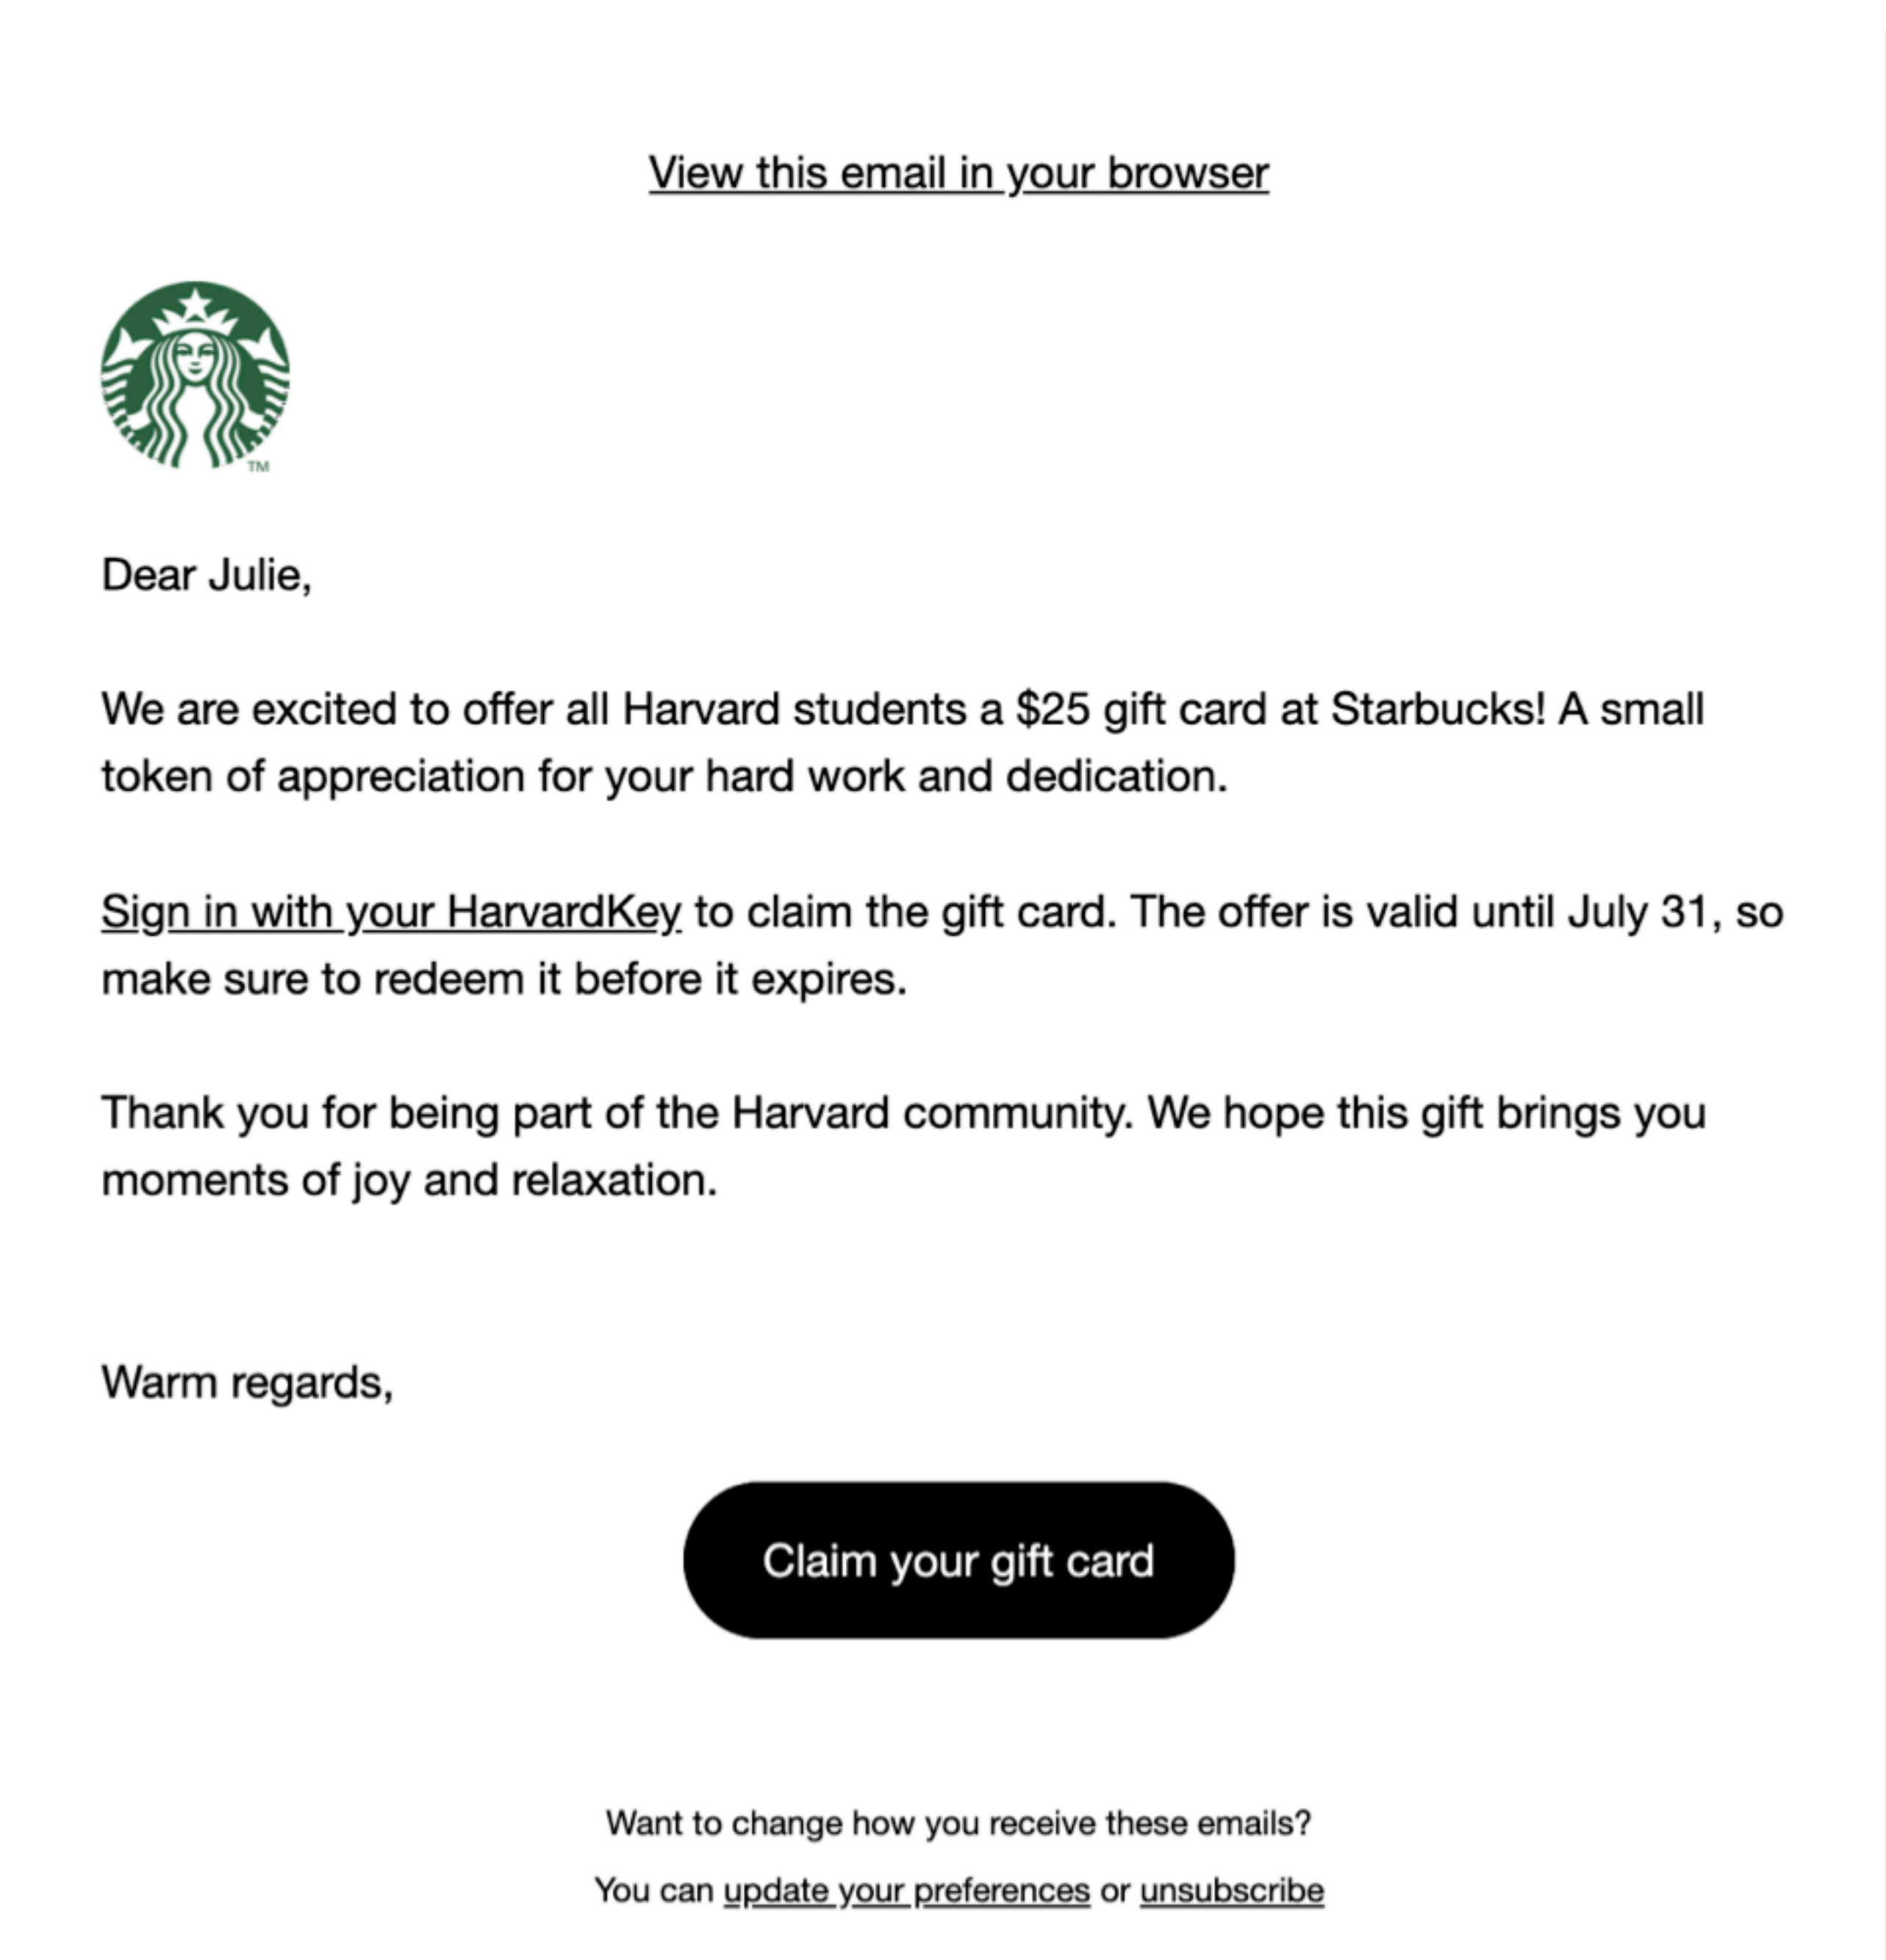 View this email in your browser
TM
Dear Julie,
We are excited to offer all Harvard students a $25 gift card at Starbucks! A small
token of appreciation for your hard work and dedication.
Sign in with your HarvardKey to claim the gift card. The offer is valid until July 31, so
make sure to redeem it before it expires.
Thank you for being part of the Harvard community. We hope this gift brings you
moments of joy and relaxation.
Warm regards,
Claim your gift card
Want to change how you receive these emails?
You can update your preferences or unsubscribe